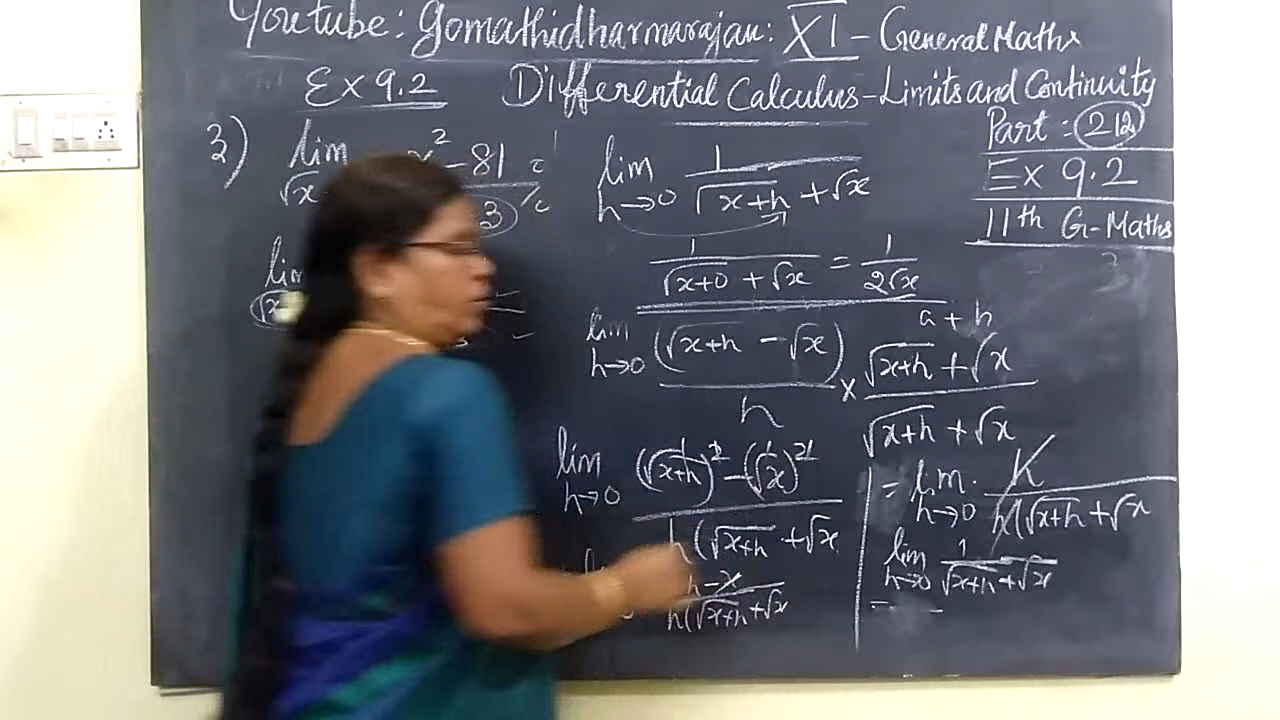 Youtube: Gomathidharmarajan: XI - General Maths
Ex 9.2 Differential Calculus - Limits and Continuity
Part: 212
Ex 9.2
11th G-Maths
3) lim x² - 81
√x 3
lim
lim h→0 1/(√x+h + √x)
1/(√x+0 + √x) = 1/2√x
a + h
lim h→0 (√x+h - √x)/h × (√x+h + √x)/(√x+h + √x)
lim h→0 ((√x+h)² - (√x)²)/(h(√x+h + √x
h - x/(h(√x+h + √x
= lim h→0 h/(h(√x+h + √x
lim h→0 1/(√x+h + √x)